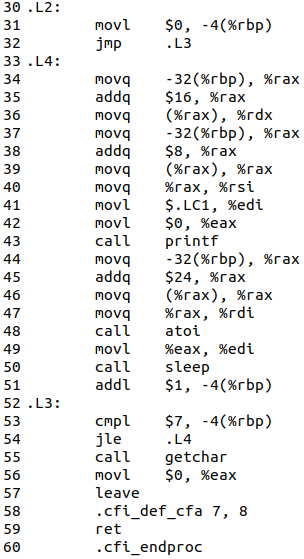 30 .L2:
31 movl $0, -4(%rbp)
32 jmp .L3
33 .L4:
34 movq -32(%rbp), %rax
35 addq $16, %rax
36 movq (%rax), %rdx
37 movq -32(%rbp), %rax
38 addq $8, %rax
39 movq (%rax), %rax
40 movq %rax, %rsi
41 movl $.LC1, %edi
42 movl $0, %eax
43 call printf
44 movq -32(%rbp), %rax
45 addq $24, %rax
46 movq (%rax), %rax
47 movq %rax, %rdi
48 call atoi
49 movl %eax, %edi
50 call sleep
51 addl $1, -4(%rbp)
52 .L3:
53 cmpl $7, -4(%rbp)
54 jle .L4
55 call getchar
56 movl $0, %eax
57 leave
58 .cfi_def_cfa 7, 8
59 ret
60 .cfi_endproc